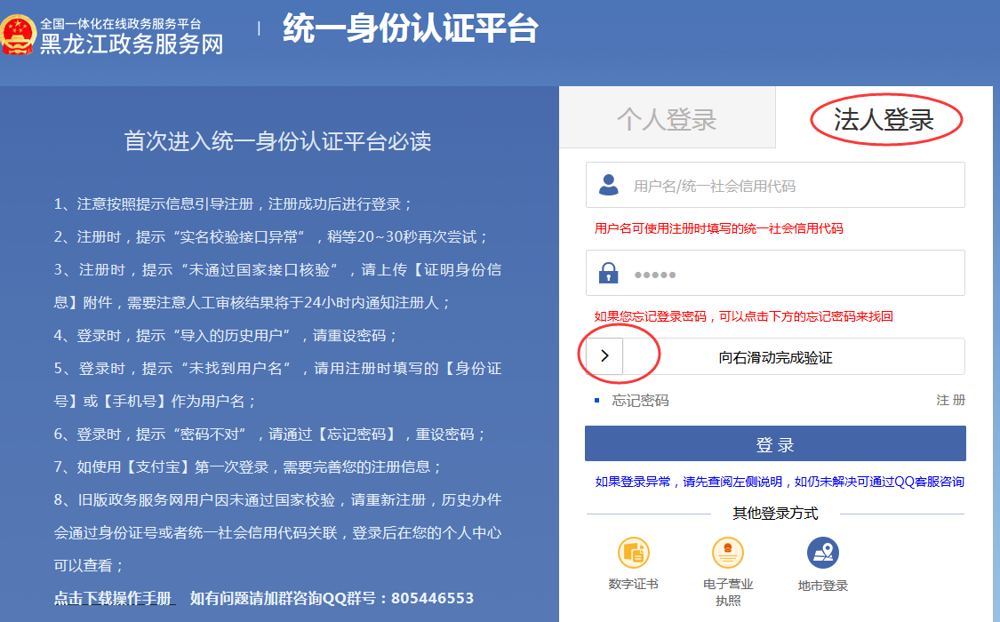 全国一体化在线政务服务平台
黑龙江政务服务网
统一身份认证平台
首次进入统一身份认证平台必读
1、注意按照提示信息引导注册，注册成功后进行登录；
2、注册时，提示“实名校验接口异常”，稍等20~30秒再次尝试；
3、注册时，提示“未通过国家接口核验”，请上传【证明身份信
息】附件，需要注意人工审核结果将于24小时内通知注册人；
4、登录时，提示“导入的历史用户”，请重设密码；
5、登录时，提示“未找到用户名”，请用注册时填写的【身份证
号】或【手机号】作为用户名；
6、登录时，提示“密码不对”，请通过【忘记密码】，重设密码；
7、如使用【支付宝】第一次登录，需要完善您的注册信息；
8、旧版政务服务网用户因未通过国家校验，请重新注册，历史办件
会通过身份证号或者统一社会信用代码关联，登录后在您的个人中心
可以查看；
点击下载操作手册 如有问题请加群咨询QQ群号：805446553
个人登录
法人登录
用户名/统一社会信用代码
用户名可使用注册时填写的统一社会信用代码
如果您忘记登录密码，可以点击下方的忘记密码来找回
向右滑动完成验证
忘记密码
注 册
登 录
如果登录异常，请先查阅左侧说明，如仍未解决可通过QQ客服咨询
其他登录方式
数字证书
电子营业
执照
地市登录